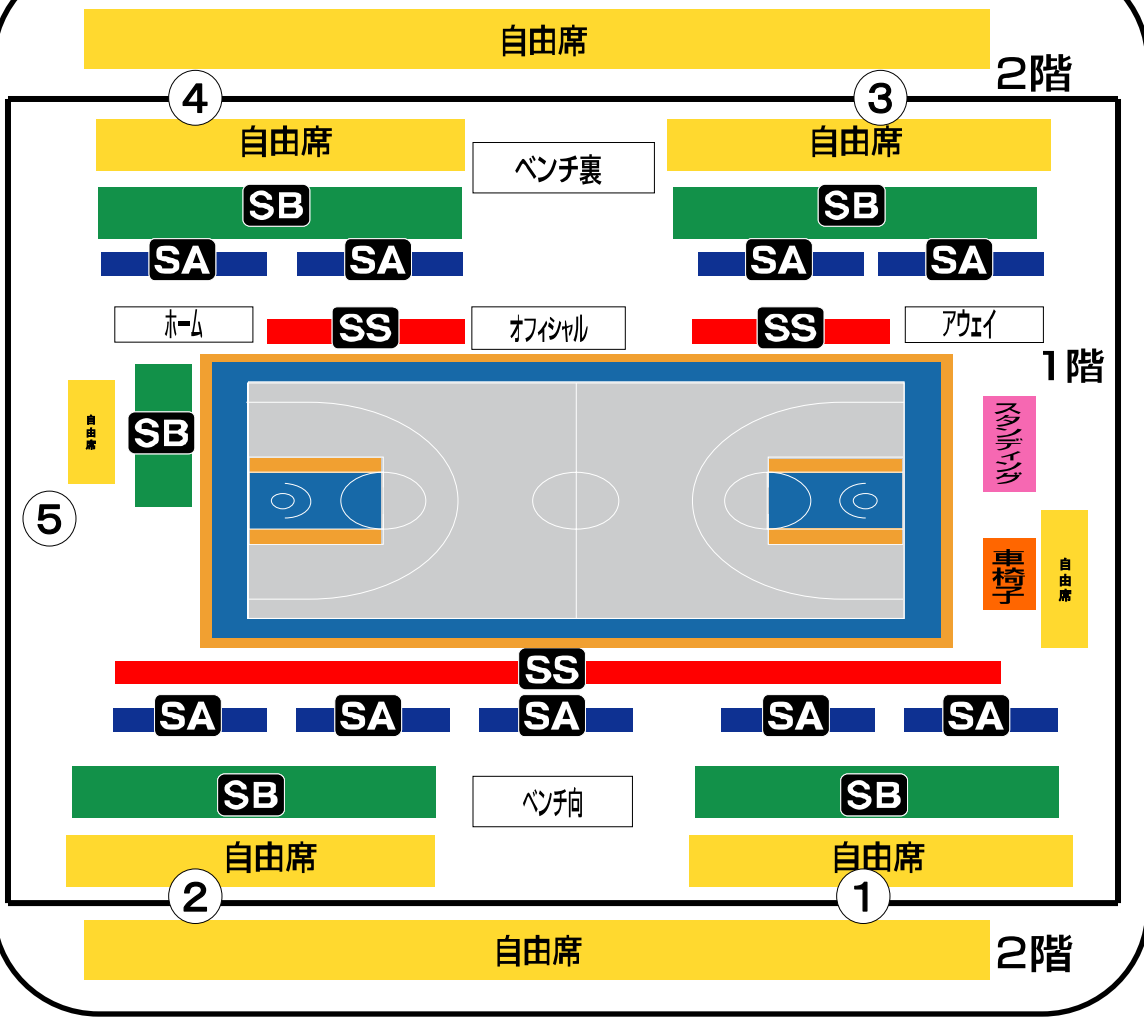 自由席
2階
④
③
自由席
ベンチ裏
自由席
SB
SB
SA
SA
SA
SA
ホーム
SS
オフィシャル
SS
アウェイ
1階
自由席
SB
スタンディング
⑤
車椅子
自由席
SS
SA
SA
SA
SA
SA
SB
ベンチ向
SB
自由席
自由席
②
①
自由席
2階